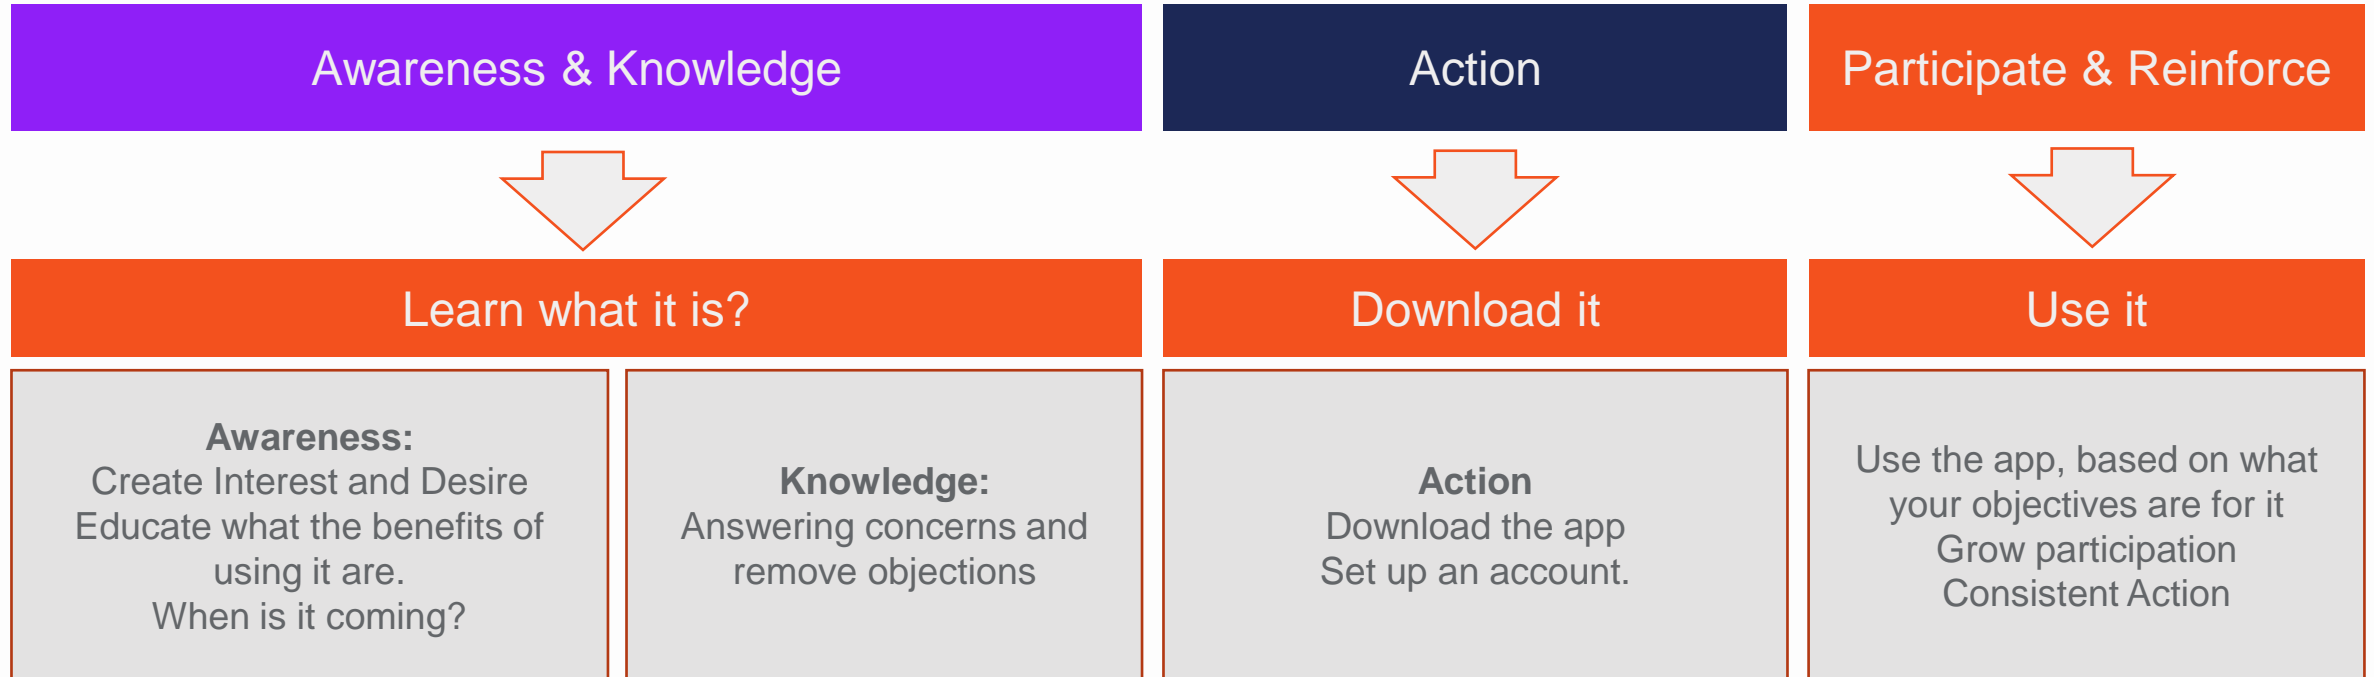 Awareness & Knowledge
Action
Participate & Reinforce
Learn what it is?
Download it
Use it
Awareness:
Create Interest and Desire
Educate what the benefits of
using it are.
When is it coming?
Knowledge:
Answering concerns and
remove objections
Action
Download the app
Set up an account.
Use the app, based on what
your objectives are for it
Grow participation
Consistent Action